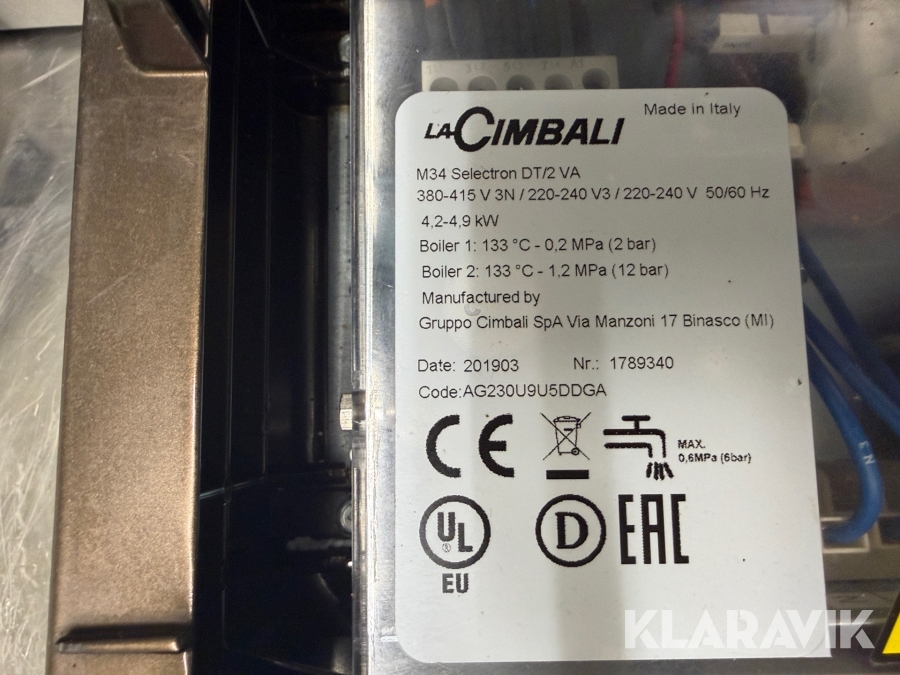 LA CIMBALI
Made in Italy
M34 Selectron DT/2 VA
380-415 V 3N / 220-240 V3 / 220-240 V 50/60 Hz
4,2-4,9 kW
Boiler 1: 133 °C - 0,2 MPa (2 bar)
Boiler 2: 133 °C - 1,2 MPa (12 bar)
Manufactured by
Gruppo Cimbali SpA Via Manzoni 17 Binasco (MI)
Date: 201903 Nr.: 1789340
Code:AG230U9U5DDGA
CE
MAX.
0,6MPa (6bar)
UL
®
D
EAC
EU
KLARAVIK